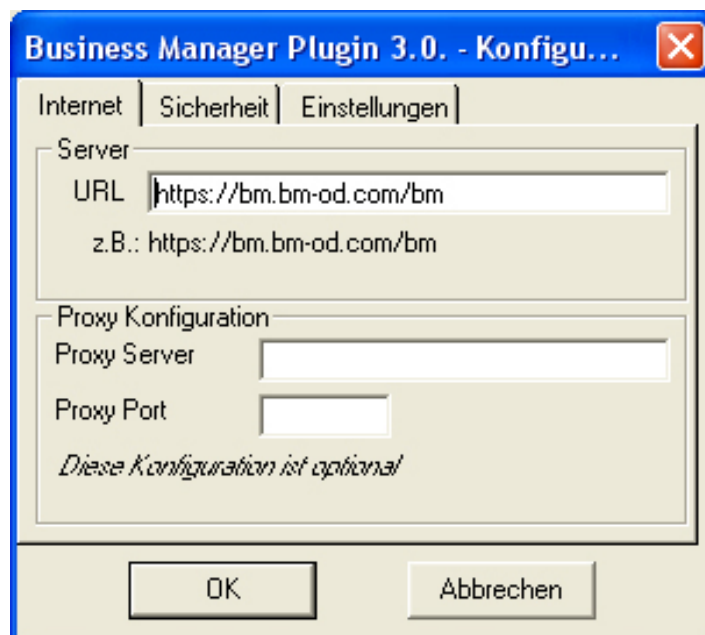 Business Manager Plugin 3.0. - Konfigu...
Internet Sicherheit Einstellungen
Server
URL https://bm.bm-od.com/bm
z.B.: https://bm.bm-od.com/bm
Proxy Konfiguration
Proxy Server
Proxy Port
Diese Konfiguration ist optional
OK Abbrechen